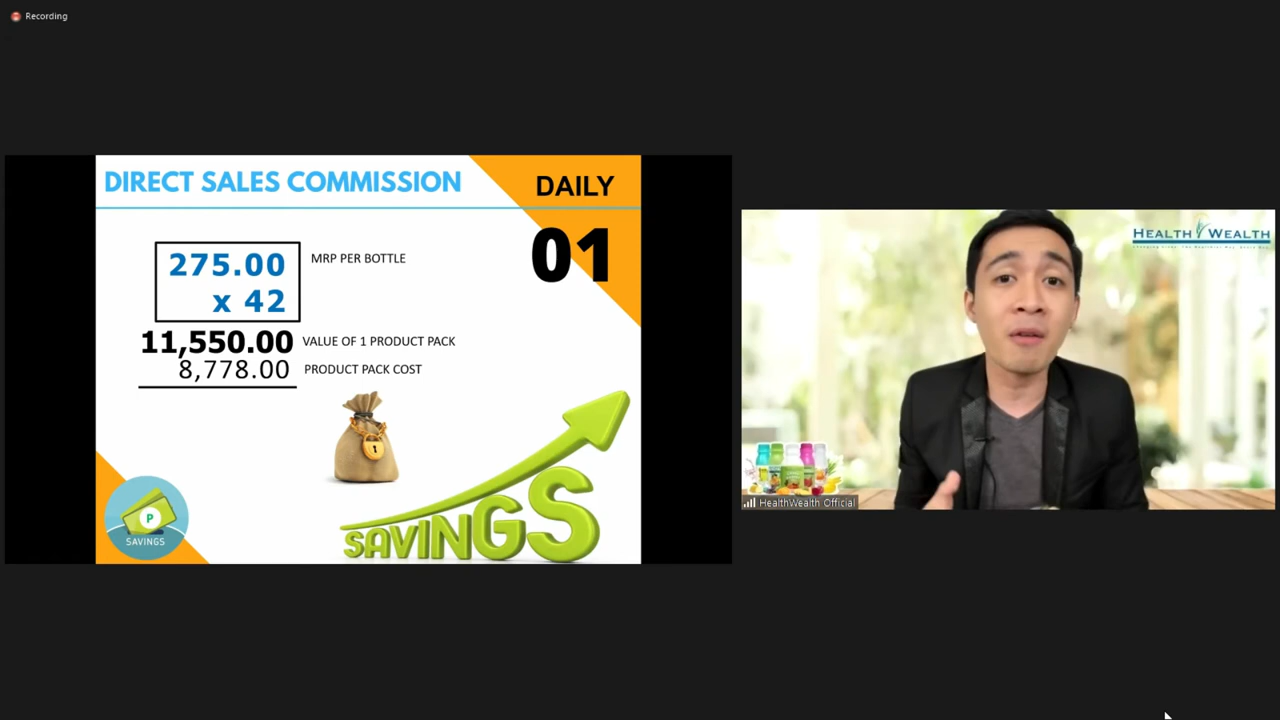 Recording
DIRECT SALES COMMISSION
DAILY
01
275.00 MRP PER BOTTLE
x 42
11,550.00 VALUE OF 1 PRODUCT PACK
8,778.00 PRODUCT PACK COST
SAVINGS
P
SAVINGS
HEALTH WEALTH
HealthWealth Official